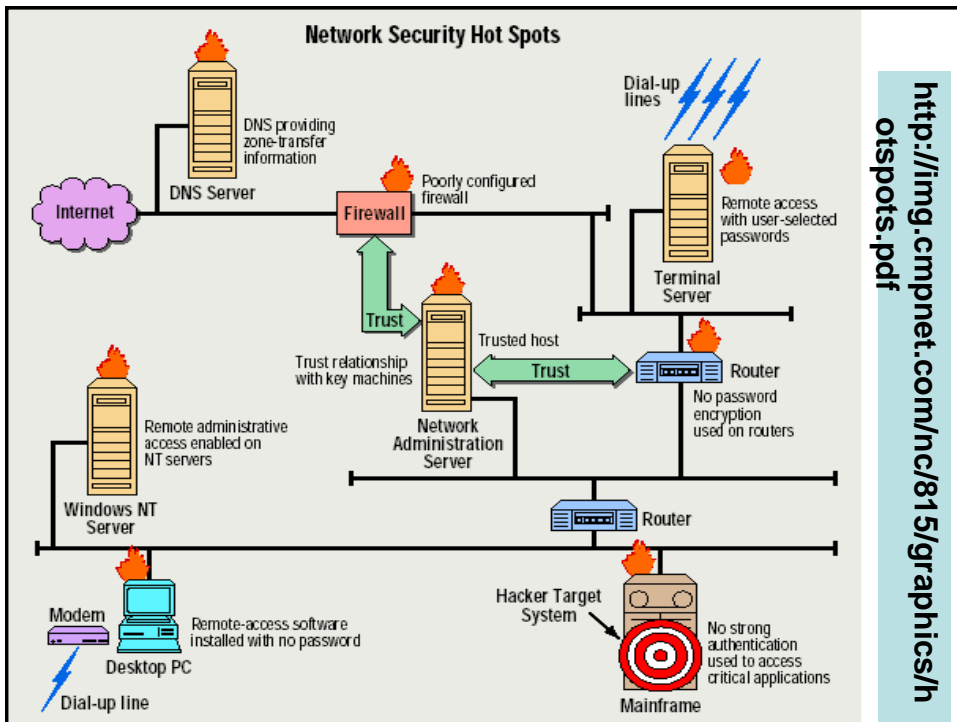 Network Security Hot Spots
Dial-up
lines
DNS providing
zone-transfer
information
DNS Server
Internet
Firewall
Poorly configured
firewall
Remote access
with user-selected
passwords
Terminal
Server
Trust
Trust relationship
with key machines
Trusted host
Trust
Router
Network
Administration
Server
No password
encryption
used on routers
Remote administrative
access enabled on
NT servers
Windows NT
Server
Router
Modem
Remote-access software
installed with no password
Desktop PC
Dial-up line
Hacker Target
System
No strong
authentication
used to access
critical applications
Mainframe
http://img.cmpnet.com/nc/815/graphics/h
otspots.pdf